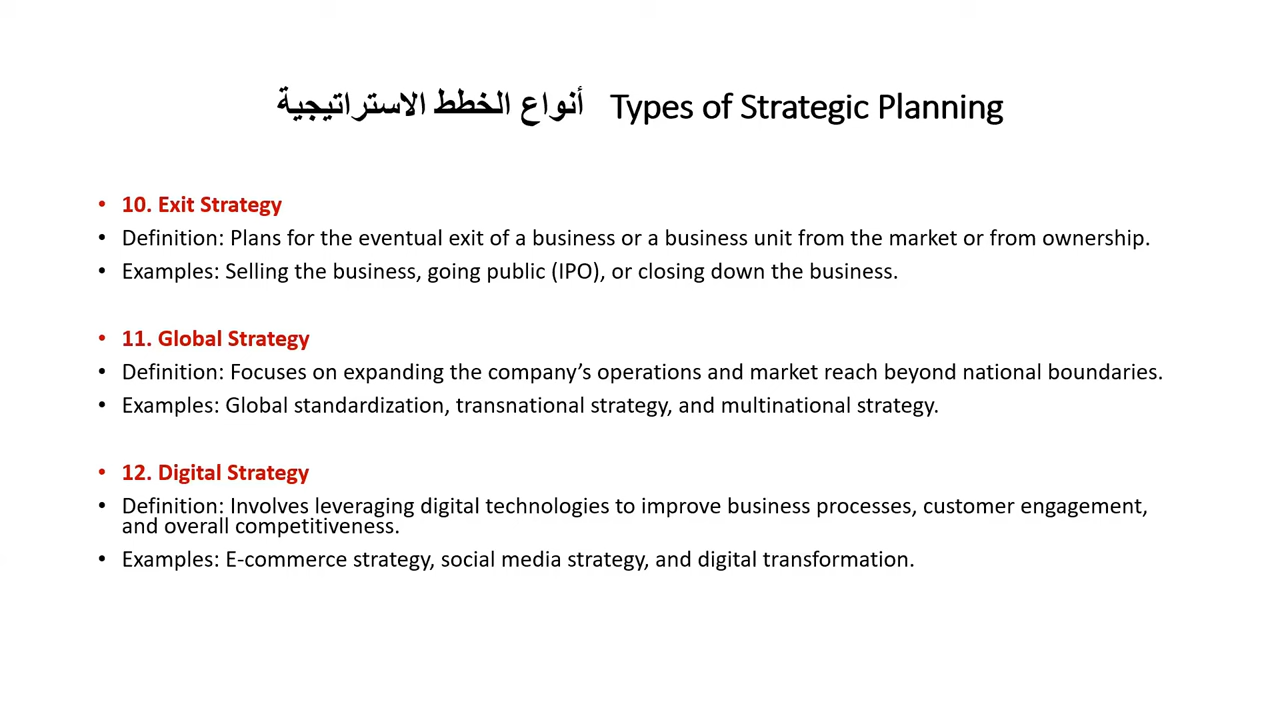 أنواع الخطط الاستراتيجية Types of Strategic Planning
• 10. Exit Strategy
• Definition: Plans for the eventual exit of a business or a business unit from the market or from ownership.
• Examples: Selling the business, going public (IPO), or closing down the business.
• 11. Global Strategy
• Definition: Focuses on expanding the company’s operations and market reach beyond national boundaries.
• Examples: Global standardization, transnational strategy, and multinational strategy.
• 12. Digital Strategy
• Definition: Involves leveraging digital technologies to improve business processes, customer engagement,
and overall competitiveness.
• Examples: E-commerce strategy, social media strategy, and digital transformation.